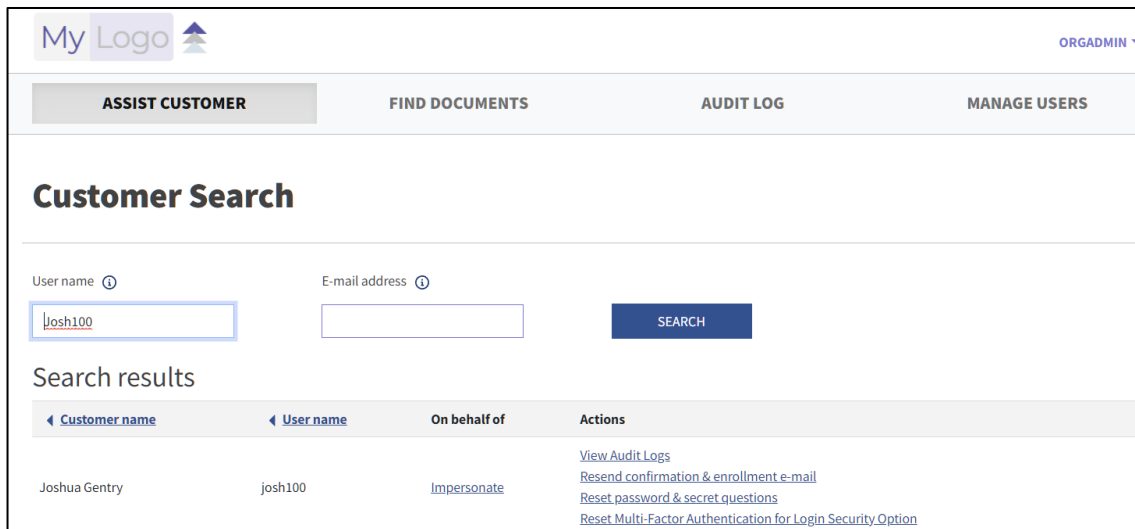 My Logo
ORGADMIN
ASSIST CUSTOMER FIND DOCUMENTS AUDIT LOG MANAGE USERS
Customer Search
User name E-mail address
Josh100 SEARCH
Search results
Customer name User name On behalf of Actions
View Audit Logs
Resend confirmation & enrollment e-mail
Joshua Gentry josh100 Impersonate
Reset password & secret questions
Reset Multi-Factor Authentication for Login Security Option